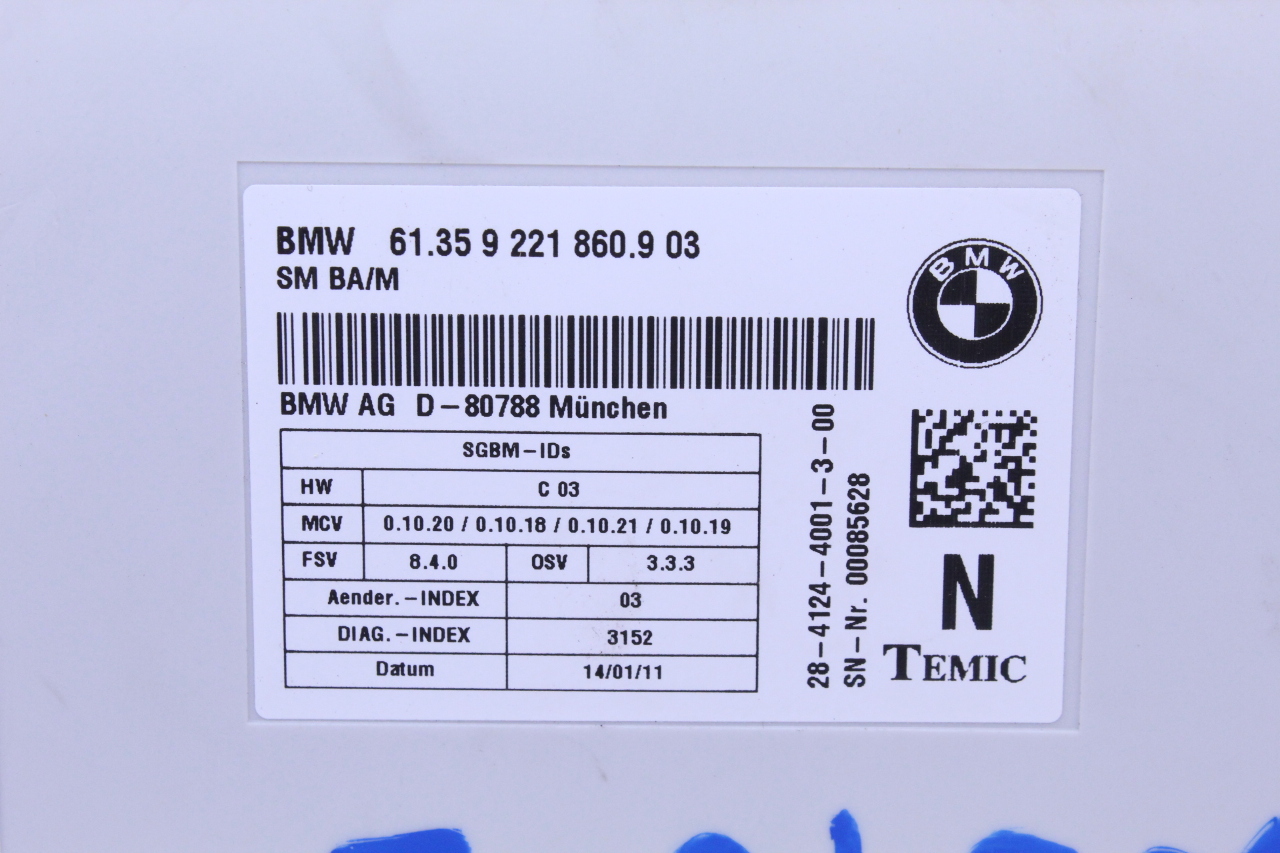 BMW 61.35 9 221 860.9 03
SM BA/M
BMW
BMW AG D-80788 München
SGBM-IDs
HW C 03
MCV 0.10.20 / 0.10.18 / 0.10.21 / 0.10.19
FSV 8.4.0 OSV 3.3.3
Aender.-INDEX 03
DIAG.-INDEX 3152
Datum 14/01/11
28-4124-4001-3-00
SN-Nr. 00085628
N
TEMIC